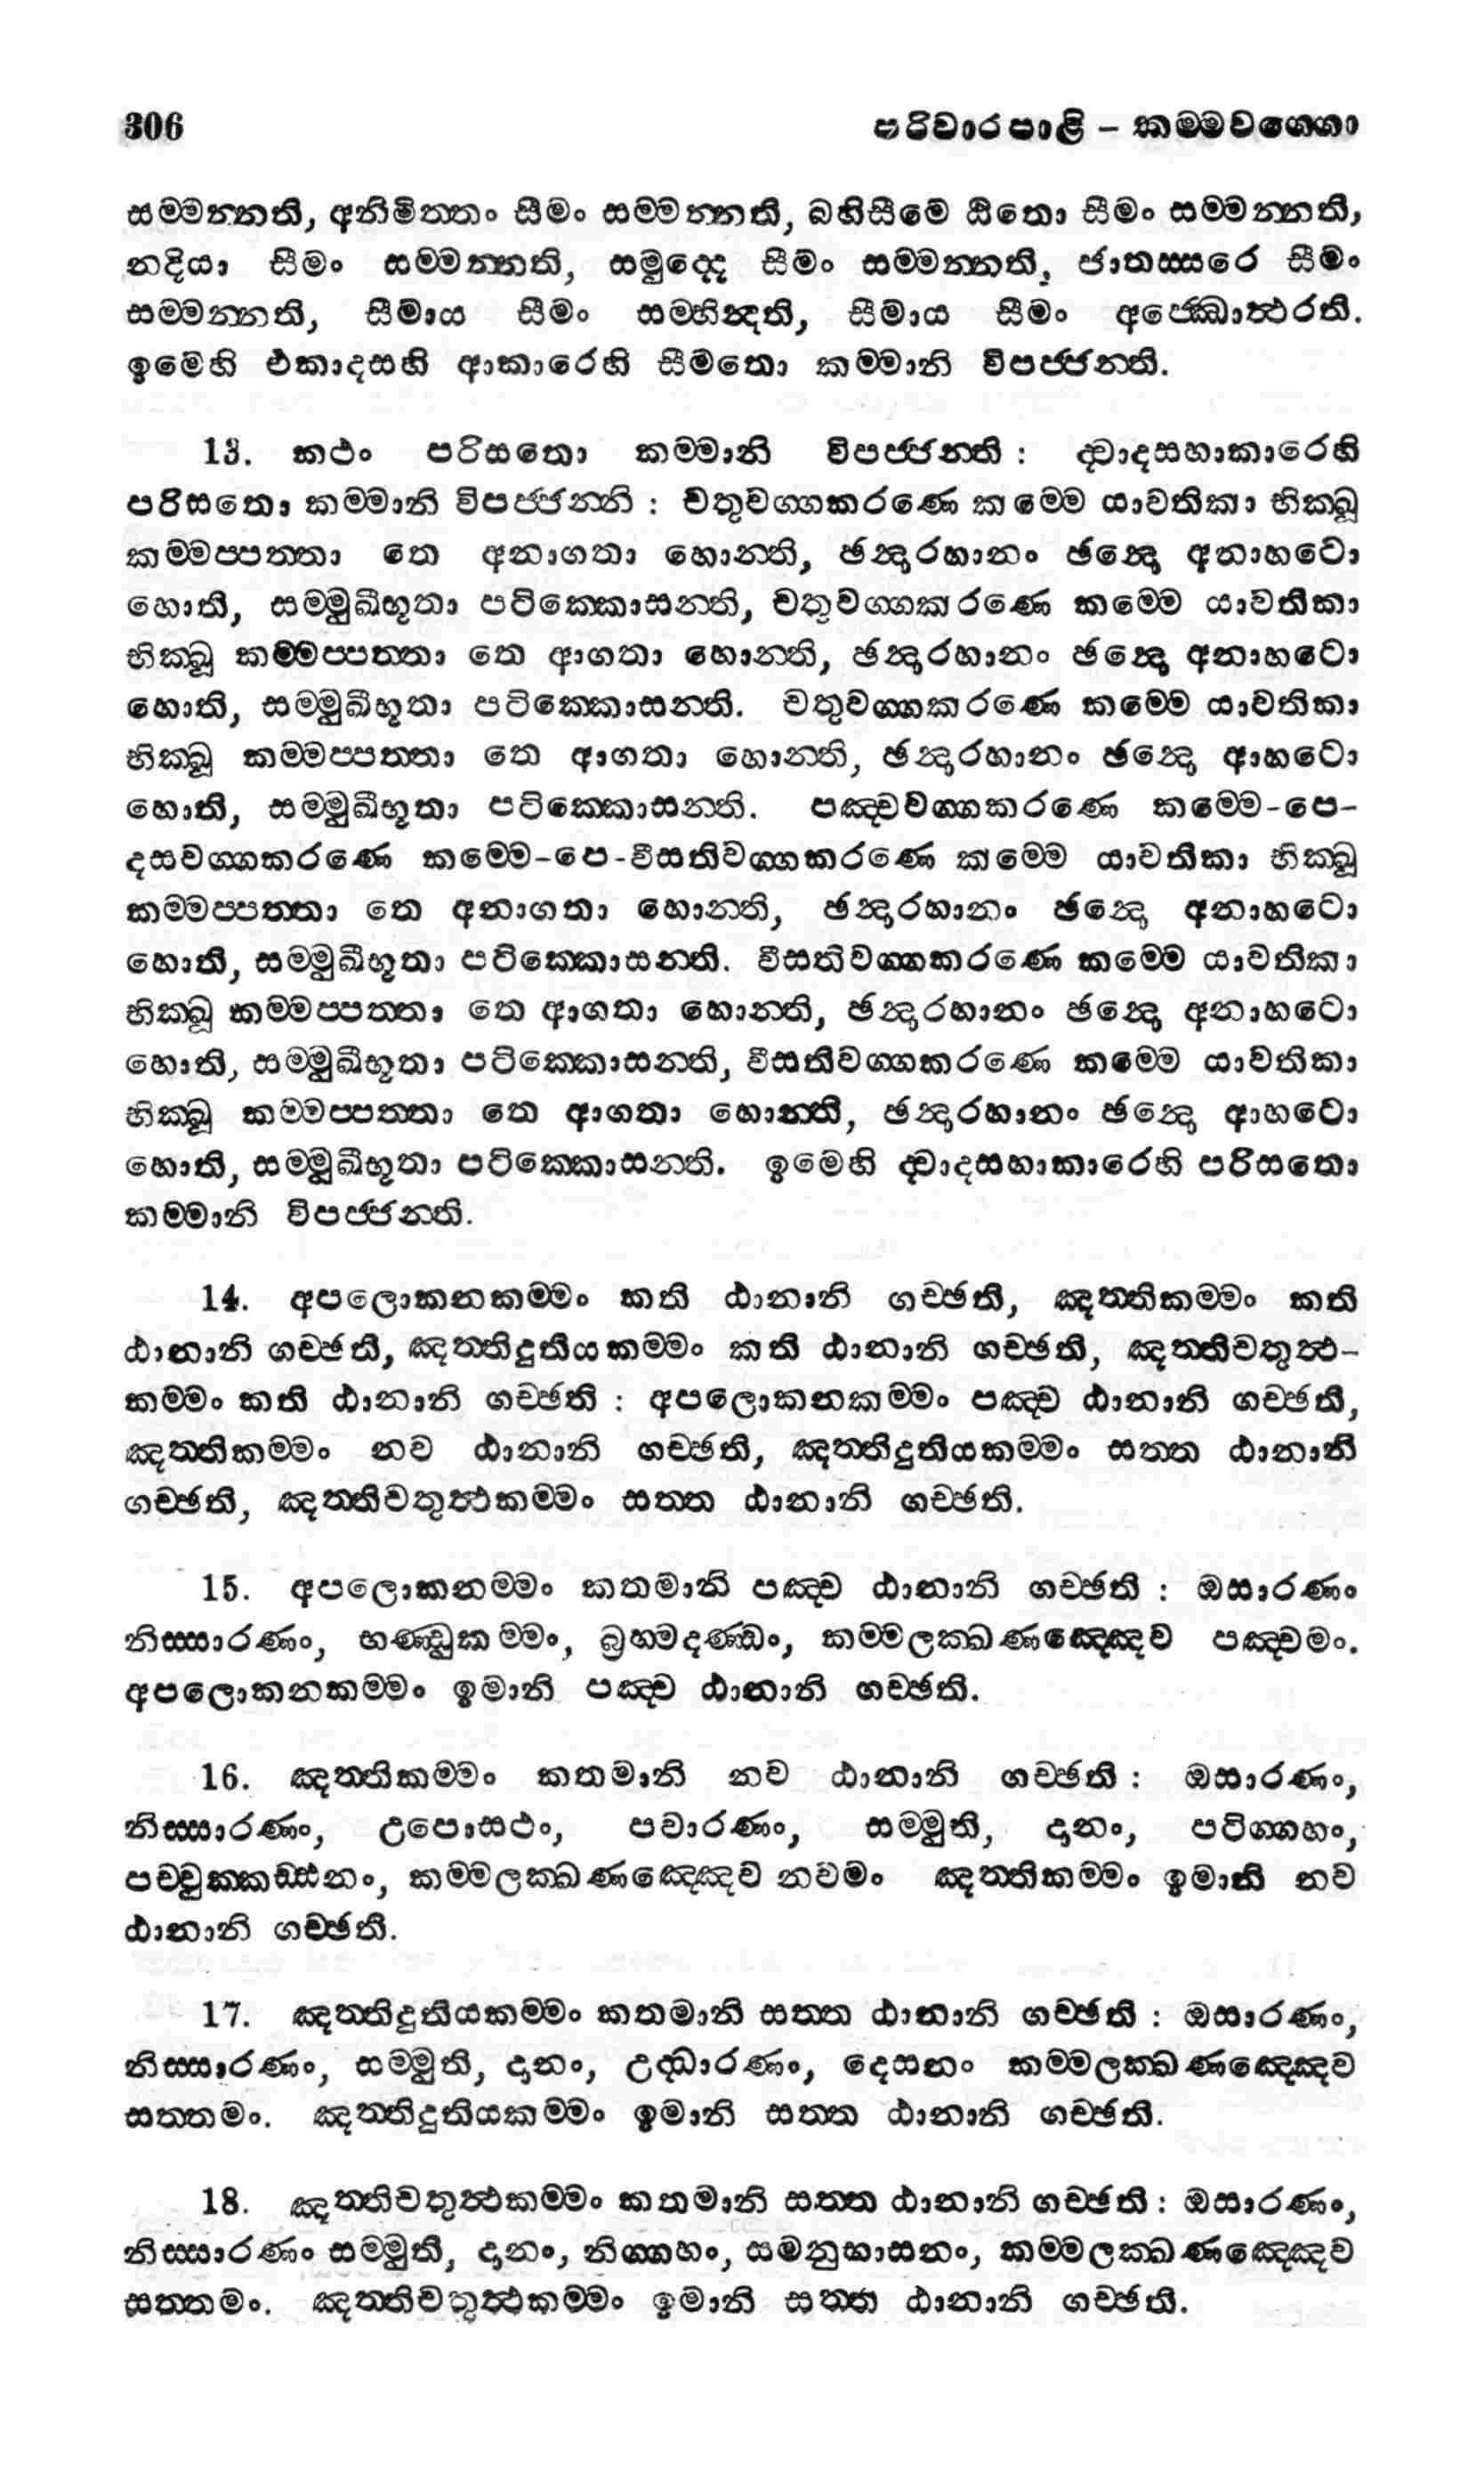 306 පරිවාරපාළි – කම්මවග්ගො
සම්මන්නති, අනිමිත්තං සීමං සම්මන්නති, බහිසීමෙ ඨිතො සීමං සම්මන්නති,
නදියා සීමං සම්මන්නති, සමුද්දෙ සීමං සම්මන්නති, ජාතස්සරෙ සීමං
සම්මන්නති, සීමාය සීමං සම්භින්දති, සීමාය සීමං අජ්ඣොත්ථරති.
ඉමෙහි එකාදසහි ආකාරෙහි සීමතො කම්මානි විපජ්ජන්ති.
13. කථං පරිසතො කම්මානි විපජ්ජන්ති : ද්වාදසහාකාරෙහි
පරිසතො කම්මානි විපජ්ජන්ති : චතුවග්ගකරණෙ කම්මෙ යාවතිකා භික්ඛූ
කම්මප්පත්තා තෙ අනාගතා හොන්ති, ඡන්දාරහානං ඡන්දො අනාහටො
හොති, සම්මුඛීභූතා පටික්කොසන්ති, චතුවග්ගකරණෙ කම්මෙ යාවතිකා
භික්ඛූ කම්මප්පත්තා තෙ ආගතා හොන්ති, ඡන්දාරහානං ඡන්දො අනාහටො
හොති, සම්මුඛීභූතා පටික්කොසන්ති. චතුවග්ගකරණෙ කම්මෙ යාවතිකා
භික්ඛූ කම්මප්පත්තා තෙ ආගතා හොන්ති, ඡන්දාරහානං ඡන්දො ආහටො
හොති, සම්මුඛීභූතා පටික්කොසන්ති. පඤ්චවග්ගකරණෙ කම්මෙ-පෙ-
දසවග්ගකරණෙ කම්මෙ-පෙ-වීසතිවග්ගකරණෙ කම්මෙ යාවතිකා භික්ඛූ
කම්මප්පත්තා තෙ අනාගතා හොන්ති, ඡන්දාරහානං ඡන්දො අනාහටො
හොති, සම්මුඛීභූතා පටික්කොසන්ති. වීසතිවග්ගකරණෙ කම්මෙ යාවතිකා
භික්ඛූ කම්මප්පත්තා තෙ ආගතා හොන්ති, ඡන්දාරහානං ඡන්දො අනාහටො
හොති, සම්මුඛීභූතා පටික්කොසන්ති, වීසතිවග්ගකරණෙ කම්මෙ යාවතිකා
භික්ඛූ කම්මප්පත්තා තෙ ආගතා හොන්ති, ඡන්දාරහානං ඡන්දො ආහටො
හොති, සම්මුඛීභූතා පටික්කොසන්ති. ඉමෙහි ද්වාදසහාකාරෙහි පරිසතො
කම්මානි විපජ්ජන්ති.
14. අපලොකනකම්මං කති ඨානානි ගච්ඡති, ඤත්තිකම්මං කති
ඨානානි ගච්ඡති, ඤත්තිදුතියකම්මං කති ඨානානි ගච්ඡති, ඤත්තිචතුත්ථ-
කම්මං කති ඨානානි ගච්ඡති : අපලොකනකම්මං පඤ්ච ඨානානි ගච්ඡති,
ඤත්තිකම්මං නව ඨානානි ගච්ඡති, ඤත්තිදුතියකම්මං සත්ත ඨානානි
ගච්ඡති, ඤත්තිචතුත්ථකම්මං සත්ත ඨානානි ගච්ඡති.
15. අපලොකනම්මං කතමානි පඤ්ච ඨානානි ගච්ඡති : ඔසාරණං
නිස්සාරණං, භණ්ඩුකම්මං, බ්‍රහ්මදණ්ඩං, කම්මලක්ඛණඤ්ඤෙව පඤ්චමං.
අපලොකනකම්මං ඉමානි පඤ්ච ඨානානි ගච්ඡති.
16. ඤත්තිකම්මං කතමානි නව ඨානානි ගච්ඡති : ඔසාරණං,
නිස්සාරණං, උපොසථං, පවාරණං, සම්මුති, දානං, පටිග්ගහං,
පච්චුක්කඩ්ඪනං, කම්මලක්ඛණඤ්ඤෙව නවමං ඤත්තිකම්මං ඉමානි නව
ඨානානි ගච්ඡති.
17. ඤත්තිදුතියකම්මං කතමානි සත්ත ඨානානි ගච්ඡති : ඔසාරණං,
නිස්සාරණං, සම්මුති, දානං, උද්ධාරණං, දෙසනං කම්මලක්ඛණඤ්ඤෙව
සත්තමං. ඤත්තිදුතියකම්මං ඉමානි සත්ත ඨානානි ගච්ඡති.
18. ඤත්තිචතුත්ථකම්මං කතමානි සත්ත ඨානානි ගච්ඡති : ඔසාරණං,
නිස්සාරණං සම්මුති, දානං, නිග්ගහං, සමනුභාසනං, කම්මලක්ඛණඤ්ඤෙව
සත්තමං. ඤත්තිචතුත්ථකම්මං ඉමානි සත්ත ඨානානි ගච්ඡති.